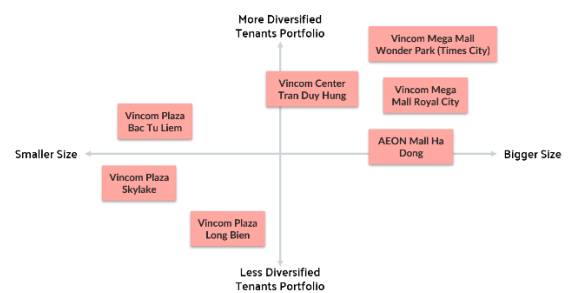 More Diversified
Tenants Portfolio
Vincom Mega Mall
Wonder Park (Times City)
Vincom Center
Tran Duy Hung
Vincom Mega
Mall Royal City
Vincom Plaza
Bac Tu Liem
AEON Mall Ha
Dong
Smaller Size
Bigger Size
Vincom Plaza
Skylake
Vincom Plaza
Long Bien
Less Diversified
Tenants Portfolio